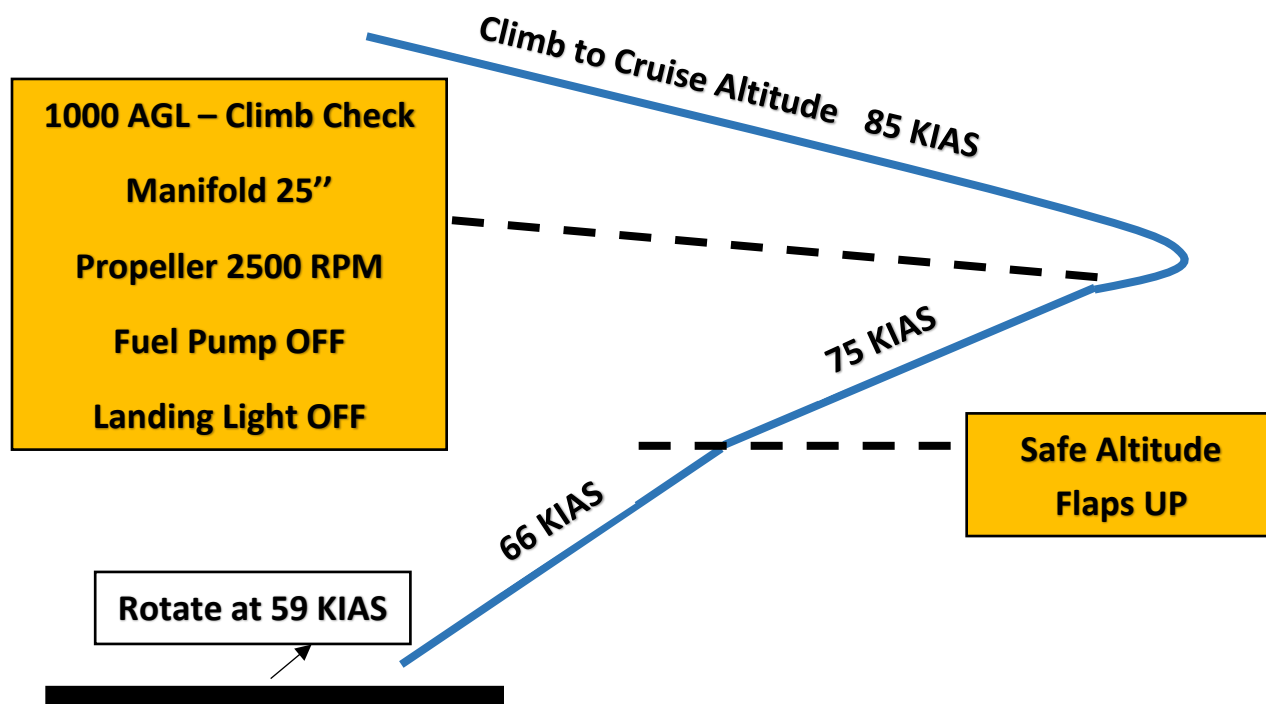 Climb to Cruise Altitude 85 KIAS
1000 AGL – Climb Check
Manifold 25’’
Propeller 2500 RPM
Fuel Pump OFF
Landing Light OFF
75 KIAS
Safe Altitude
Flaps UP
66 KIAS
Rotate at 59 KIAS